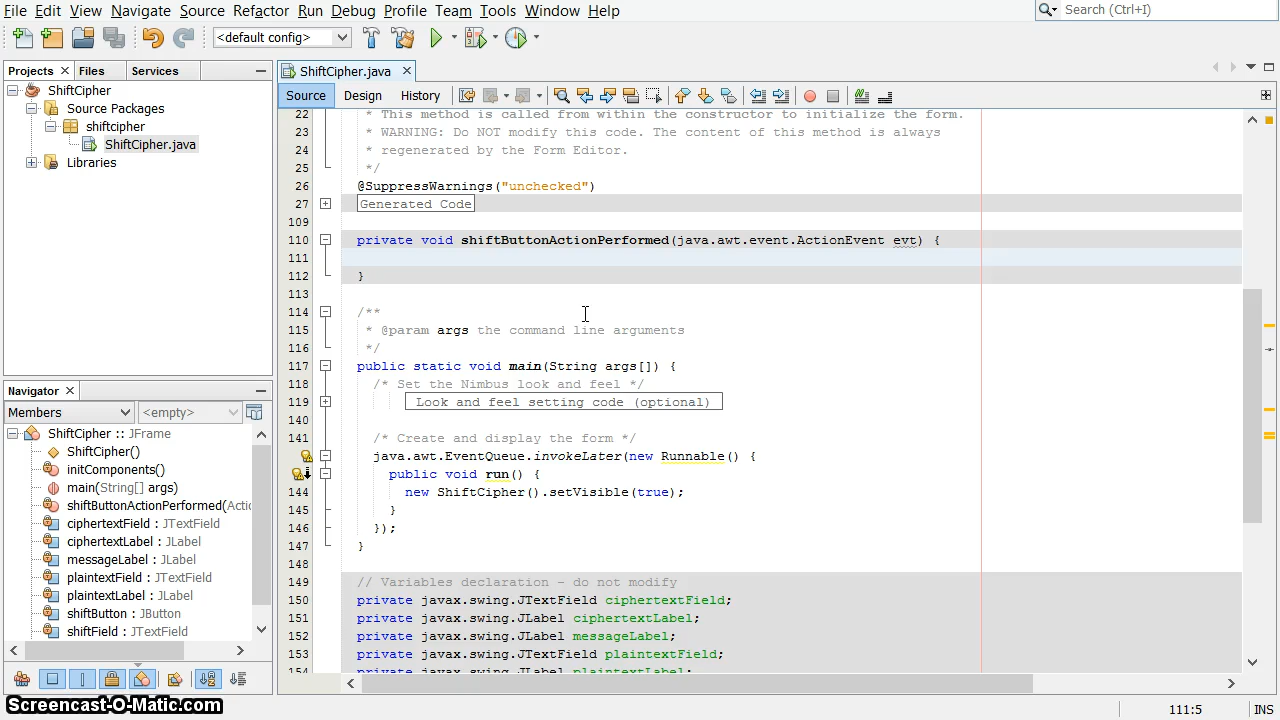 File Edit View Navigate Source Refactor Run Debug Profile Team Tools Window Help
Search (Ctrl+I)
<default config>
Projects Files Services
ShiftCipher
Source Packages
shiftcipher
ShiftCipher.java
Libraries
Navigator
Members <empty>
ShiftCipher :: JFrame
ShiftCipher()
initComponents()
main(String[] args)
shiftButtonActionPerformed(Actio
ciphertextField : JTextField
ciphertextLabel : JLabel
messageLabel : JLabel
plaintextField : JTextField
plaintextLabel : JLabel
shiftButton : JButton
shiftField : JTextField
ShiftCipher.java
Source Design History
22 * This method is called from within the constructor to initialize the form.
23 * WARNING: Do NOT modify this code. The content of this method is always
24 * regenerated by the Form Editor.
25 */
26 @SuppressWarnings("unchecked")
27 Generated Code
109
110 private void shiftButtonActionPerformed(java.awt.event.ActionEvent evt) {
111
112 }
113
114 /**
115 * @param args the command line arguments
116 */
117 public static void main(String args[]) {
118 /* Set the Nimbus look and feel */
119 Look and feel setting code (optional)
140
141 /* Create and display the form */
java.awt.EventQueue.invokeLater(new Runnable() {
public void run() {
144 new ShiftCipher().setVisible(true);
145 }
146 });
147 }
148
149 // Variables declaration - do not modify
150 private javax.swing.JTextField ciphertextField;
151 private javax.swing.JLabel ciphertextLabel;
152 private javax.swing.JLabel messageLabel;
153 private javax.swing.JTextField plaintextField;
154 private javax.swing.JLabel plaintextLabel;
Screencast-O-Matic.com
111:5 INS